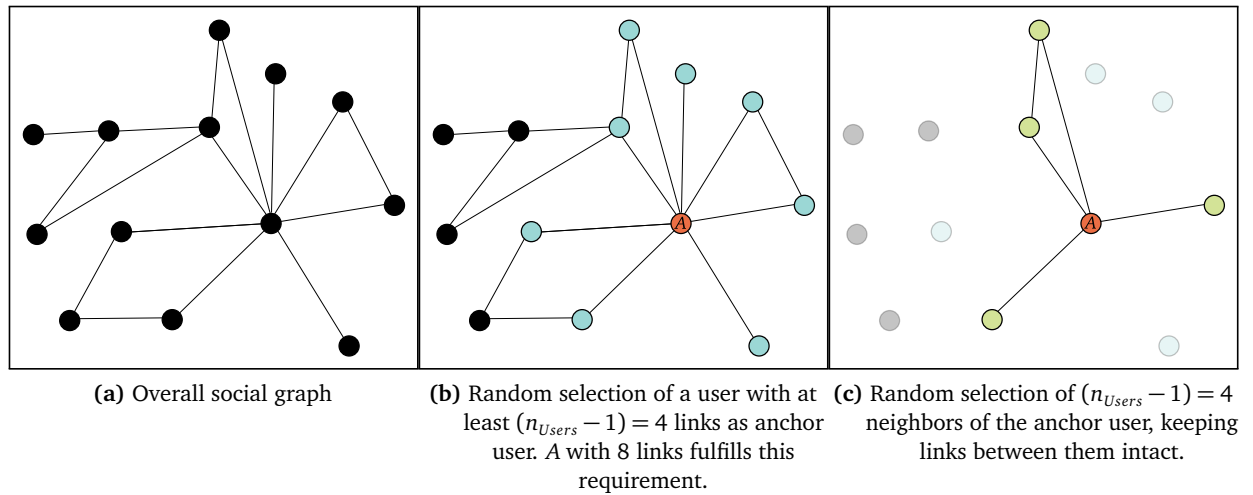 A
A
(a) Overall social graph
(b) Random selection of a user with at
least (n_Users − 1) = 4 links as anchor
user. A with 8 links fulfills this
requirement.
(c) Random selection of (n_Users − 1) = 4
neighbors of the anchor user, keeping
links between them intact.